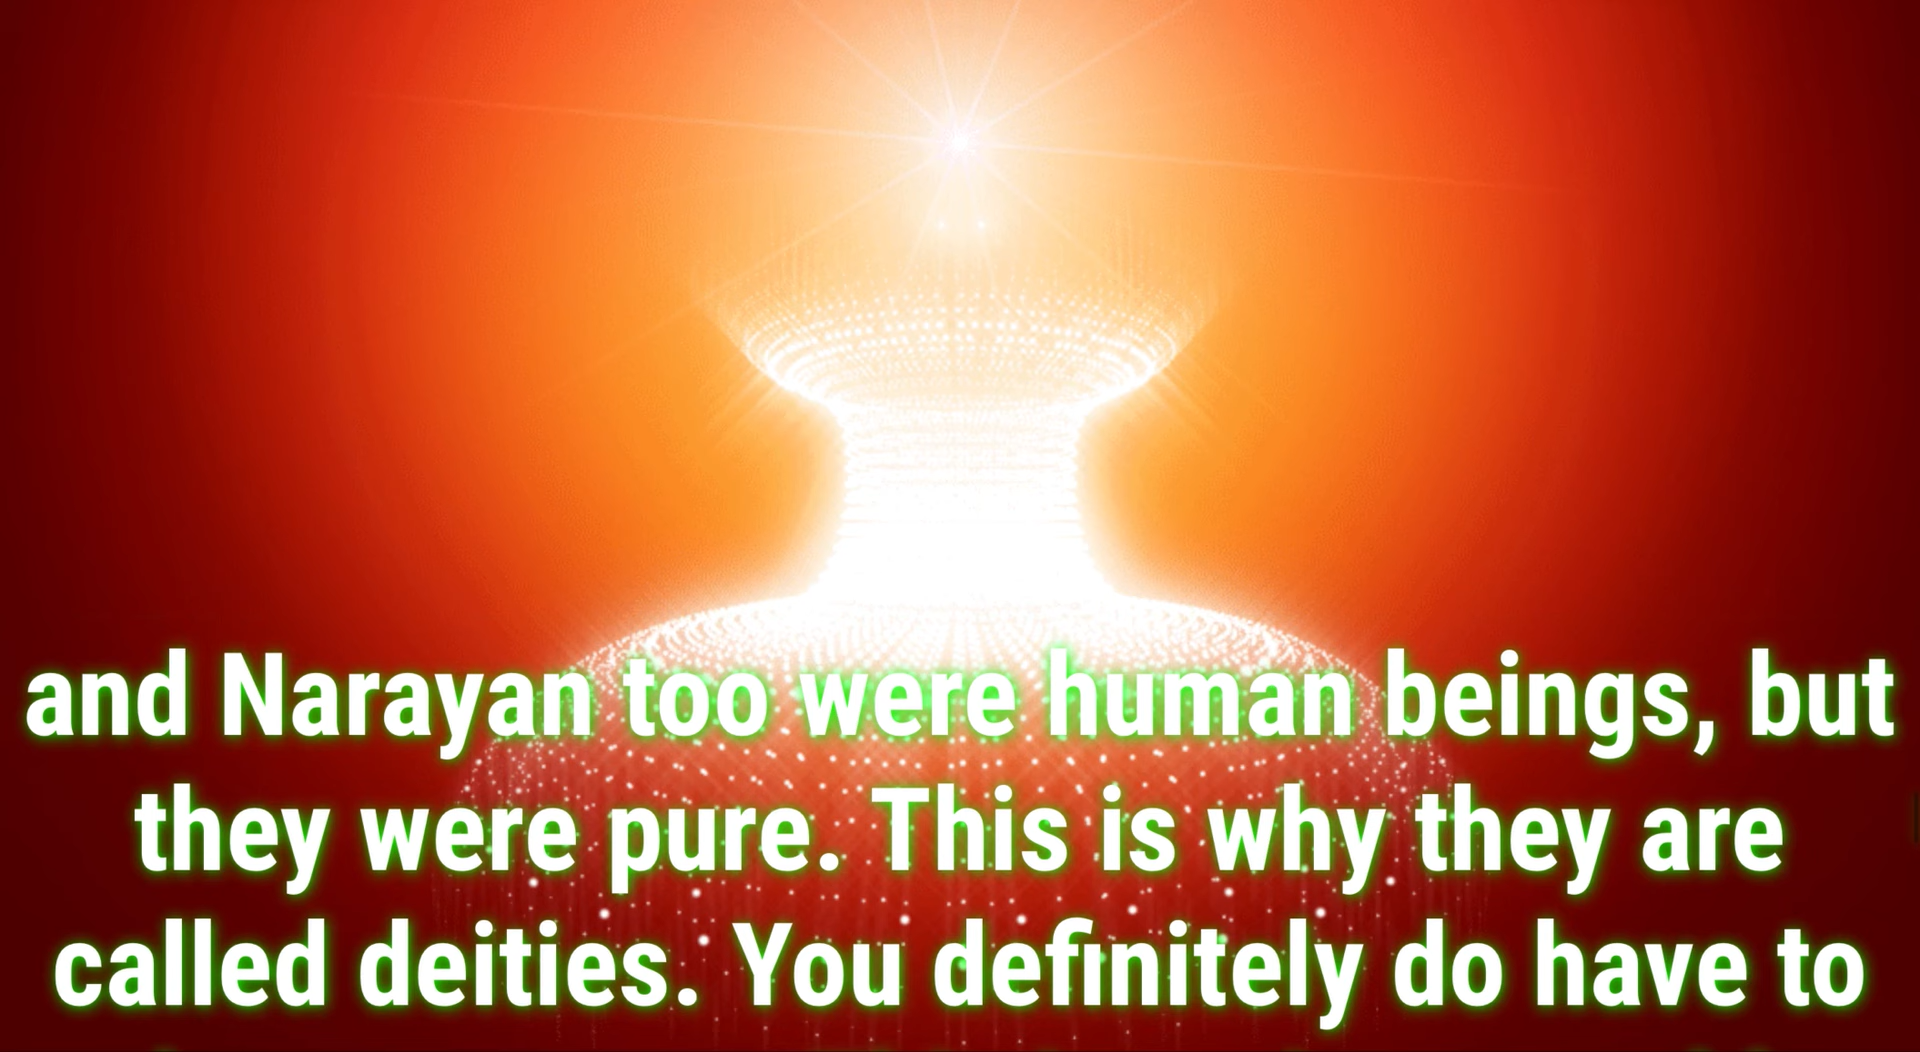 and Narayan too were human beings, but
they were pure. This is why they are
called deities. You definitely do have to